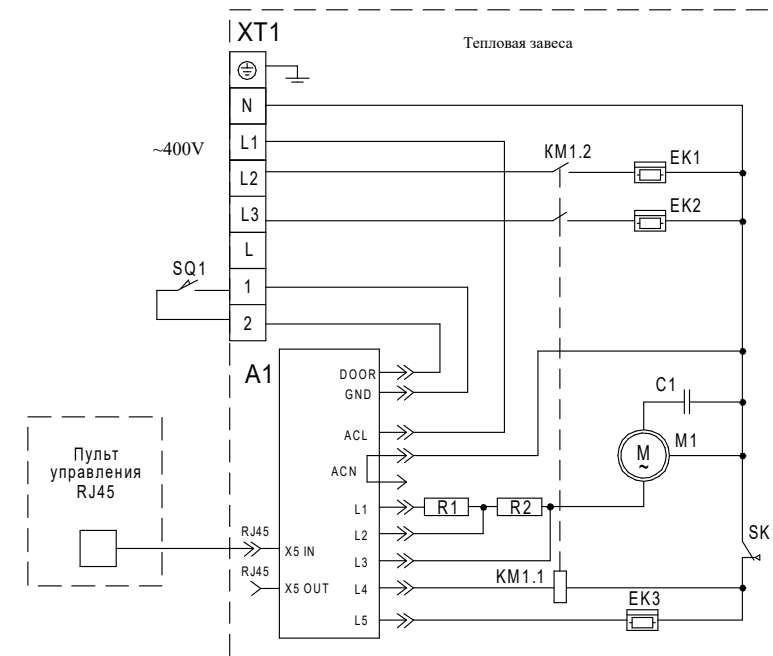 XT1
Тепловая завеса
N
~400V
L1
L2
L3
L
1
2
KM1.2
EK1
EK2
SQ1
A1
DOOR
GND
ACL
ACN
L1
L2
L3
L4
L5
R1
R2
C1
M1
M
~
Пульт
управления
RJ45
RJ45
X5 IN
RJ45
X5 OUT
KM1.1
EK3